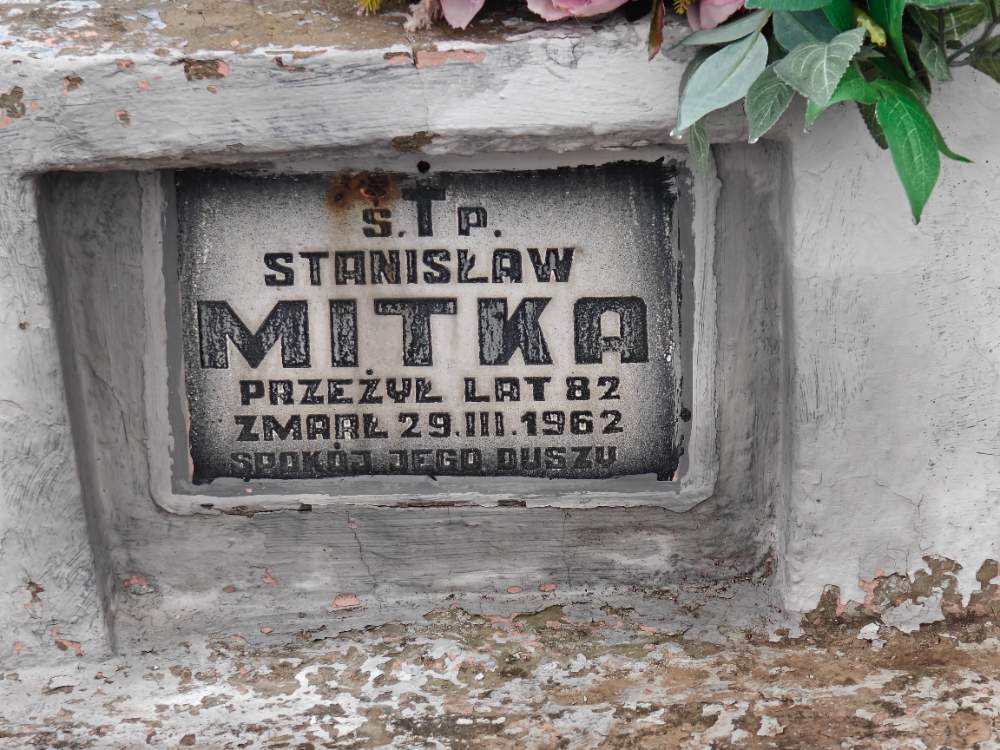 Ś.†P.
STANISŁAW
MITKA
PRZEŻYŁ LAT 82
ZMARŁ 29.III.1962
SPOKÓJ JEGO DUSZY